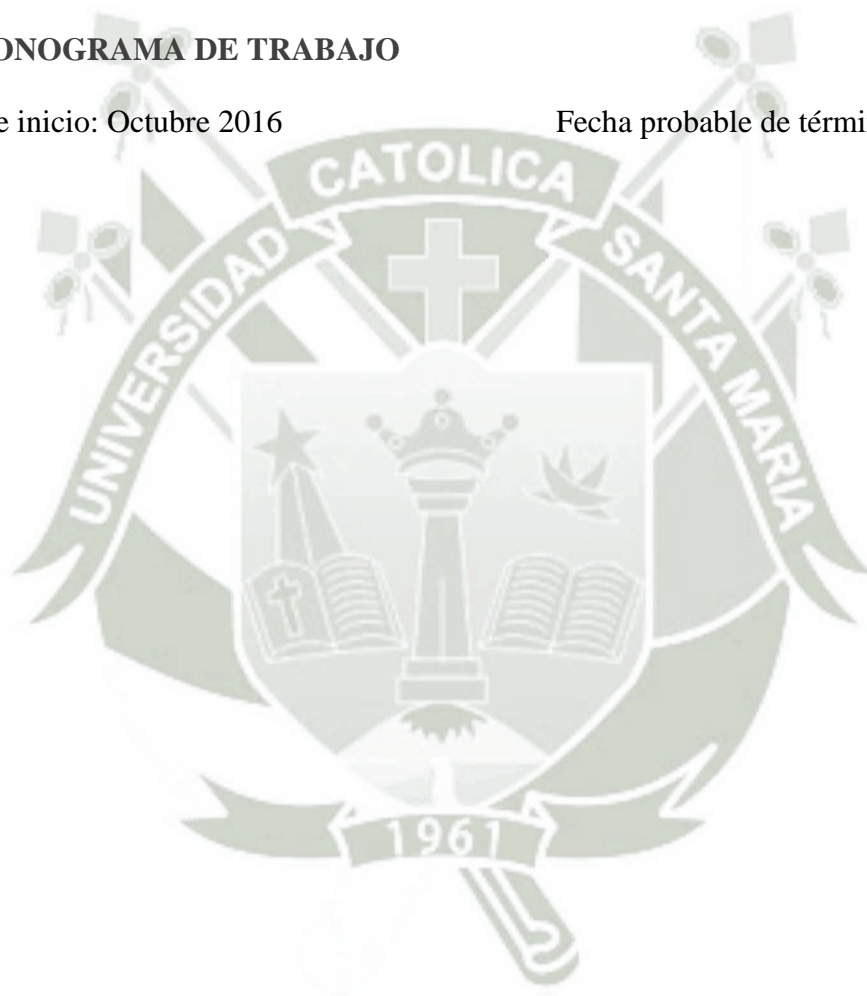 ONOGRAMA DE TRABAJO
e inicio: Octubre 2016 Fecha probable de térmi
CATOLICA
UNIVERSIDAD
SANTA MARIA
1961